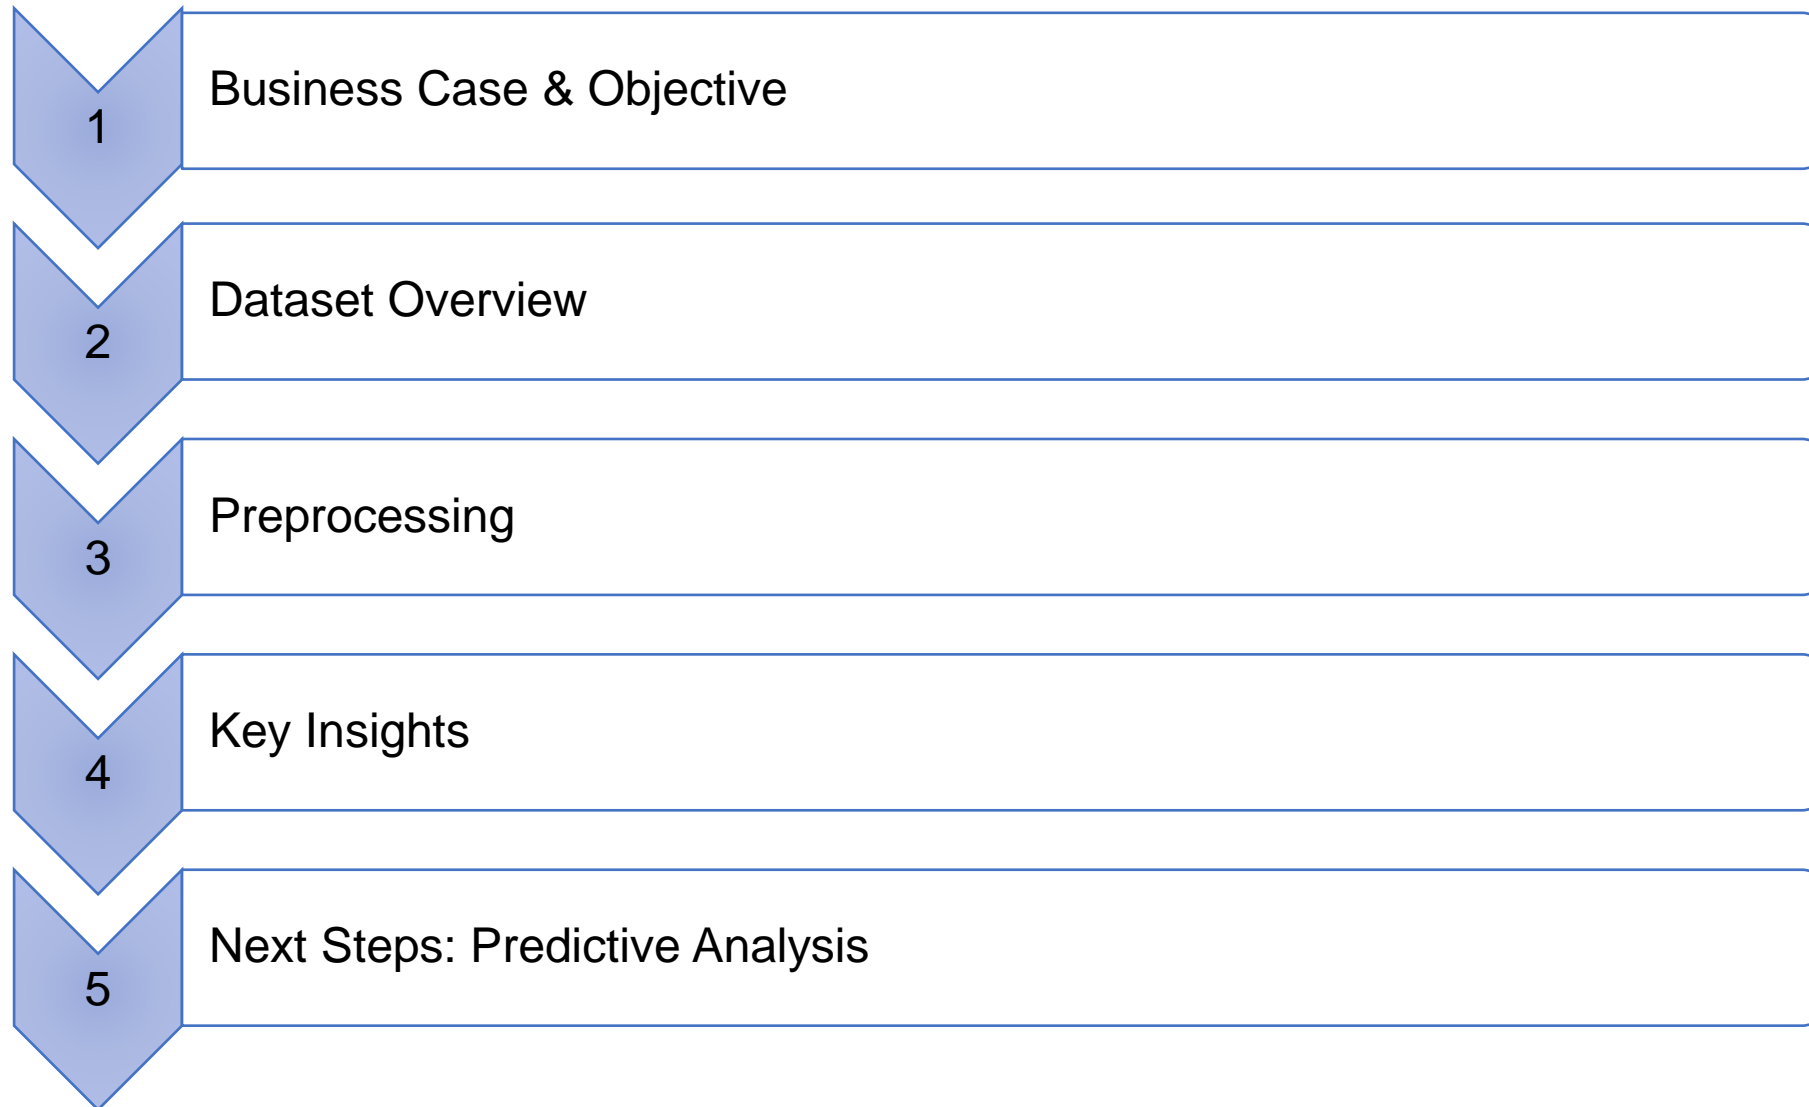 1
Business Case & Objective
2
Dataset Overview
3
Preprocessing
4
Key Insights
5
Next Steps: Predictive Analysis